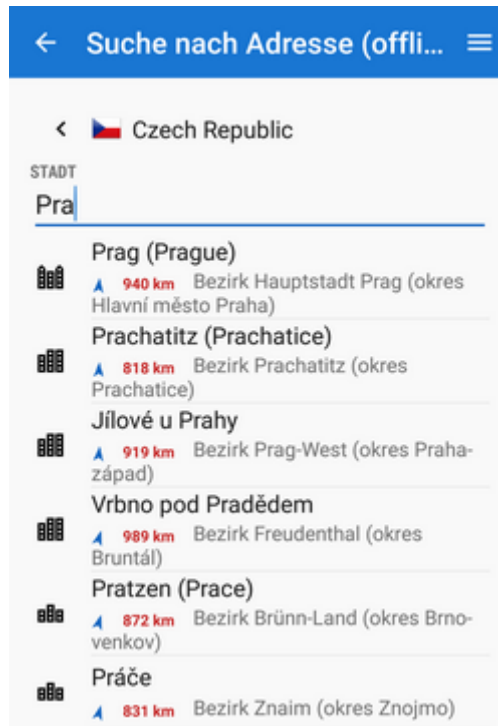 Suche nach Adresse (offli...
Czech Republic
STADT
Pra
Prag (Prague)
940 km Bezirk Hauptstadt Prag (okres
Hlavní město Praha)
Prachatitz (Prachatice)
818 km Bezirk Prachatitz (okres
Prachatice)
Jílové u Prahy
919 km Bezirk Prag-West (okres Praha-
západ)
Vrbno pod Pradědem
989 km Bezirk Freudenthal (okres
Bruntál)
Pratzen (Prace)
872 km Bezirk Brünn-Land (okres Brno-
venkov)
Práče
831 km Bezirk Znaim (okres Znojmo)